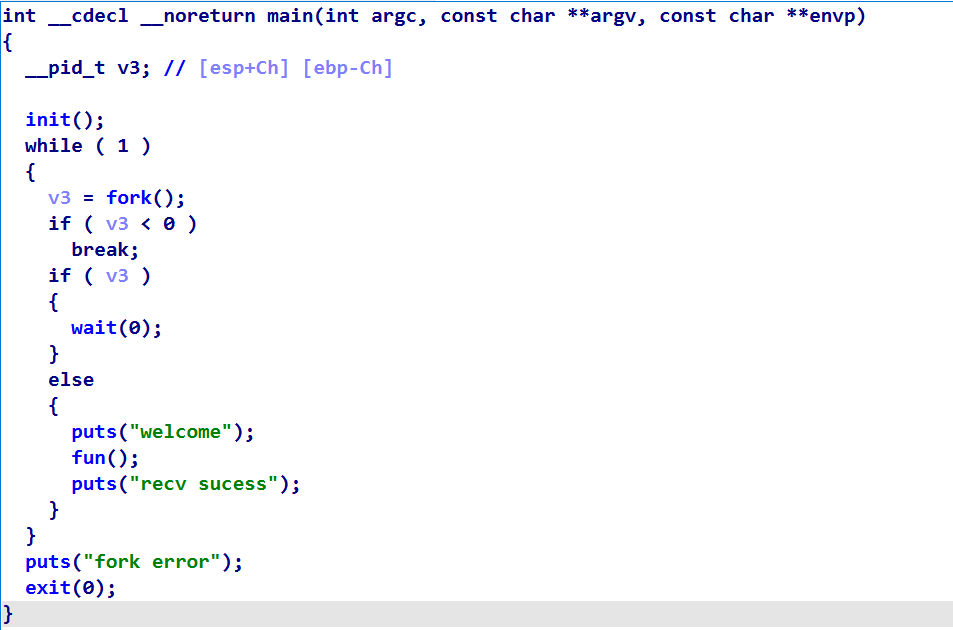 int __cdecl __noreturn main(int argc, const char **argv, const char **envp)
{
  __pid_t v3; // [esp+Ch] [ebp-Ch]

  init();
  while ( 1 )
  {
    v3 = fork();
    if ( v3 < 0 )
      break;
    if ( v3 )
    {
      wait(0);
    }
    else
    {
      puts("welcome");
      fun();
      puts("recv sucess");
    }
  }
  puts("fork error");
  exit(0);
}